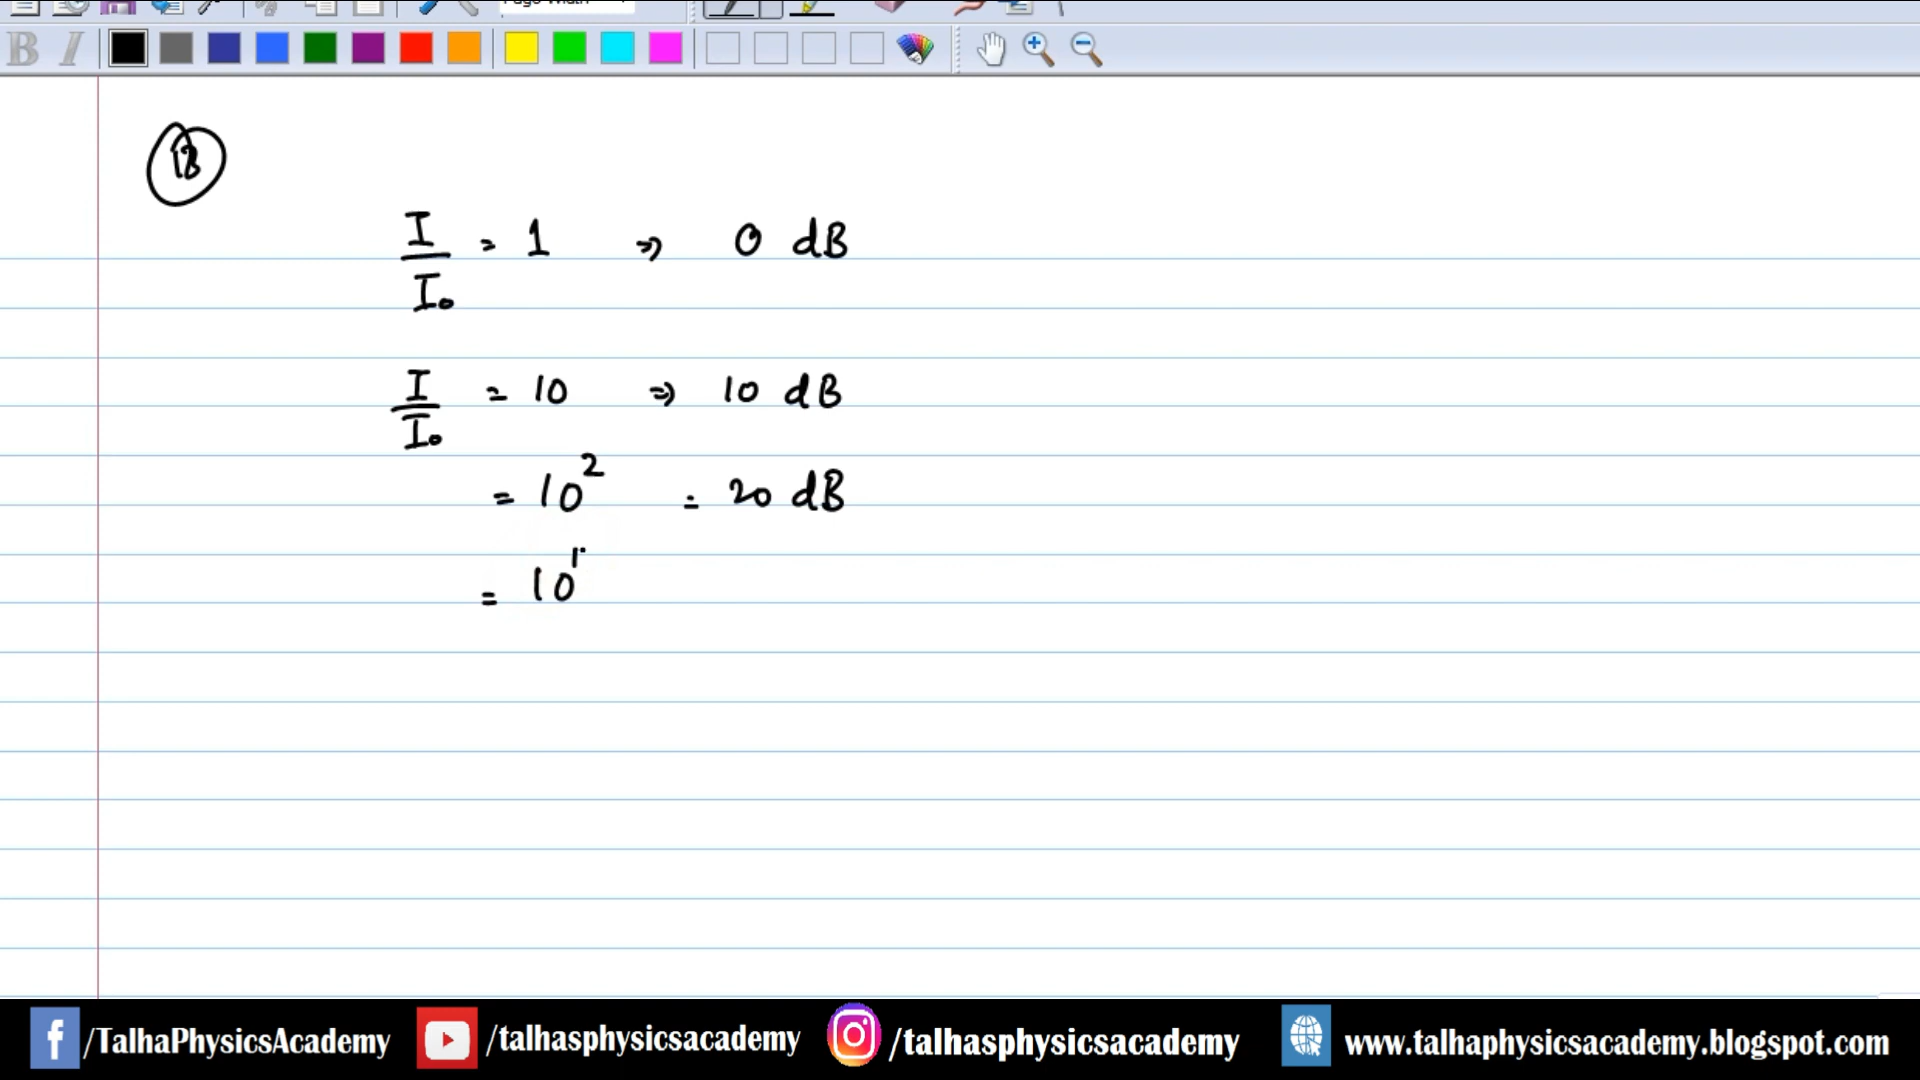 B I
18
I/I₀ = 1 ⇒ 0 dB
I/I₀ = 10 ⇒ 10 dB
= 10² = 20 dB
= 10¹
/TalhaPhysicsAcademy /talhasphysicsacademy /talhasphysicsacademy www.talhaphysicsacademy.blogspot.com